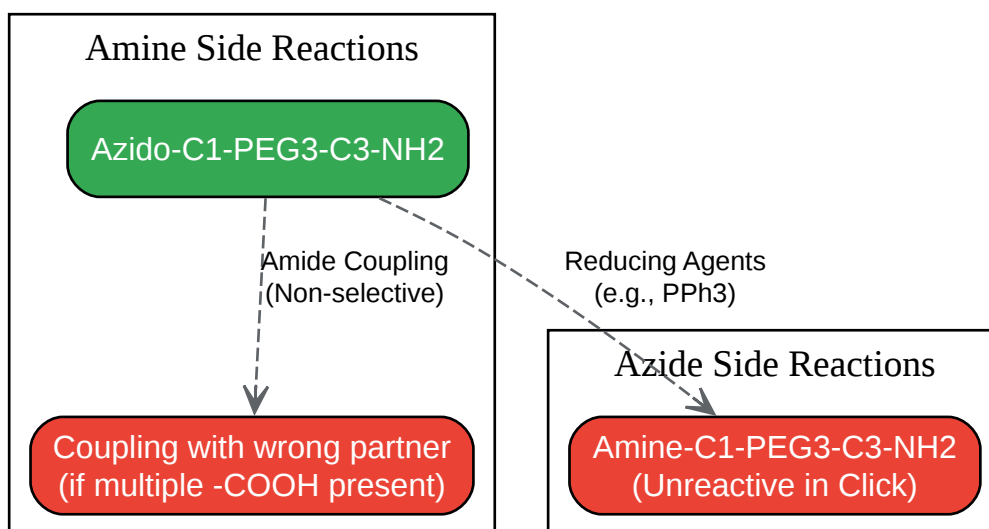 Amine Side Reactions
Azido-C1-PEG3-C3-NH2
Amide Coupling
(Non-selective)
Reducing Agents
(e.g., PPh3)
Coupling with wrong partner
(if multiple -COOH present)
Azide Side Reactions
Amine-C1-PEG3-C3-NH2
(Unreactive in Click)